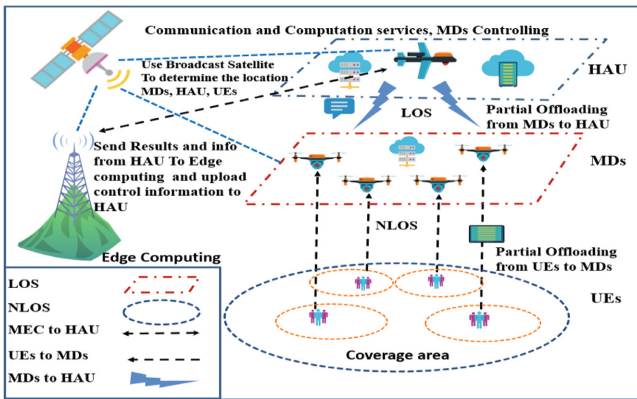 Communication and Computation services, MDs Controlling
Use Broadcast Satellite
To determine the location
MDs, HAU, UEs
HAU
LOS
Partial Offloading
from MDs to HAU
Send Results and info
from HAU To Edge
computing and upload
control information to
HAU
MDs
NLOS
Edge Computing
Partial Offloading
from UEs to MDs
UEs
Coverage area
LOS
NLOS
MEC to HAU
UEs to MDs
MDs to HAU